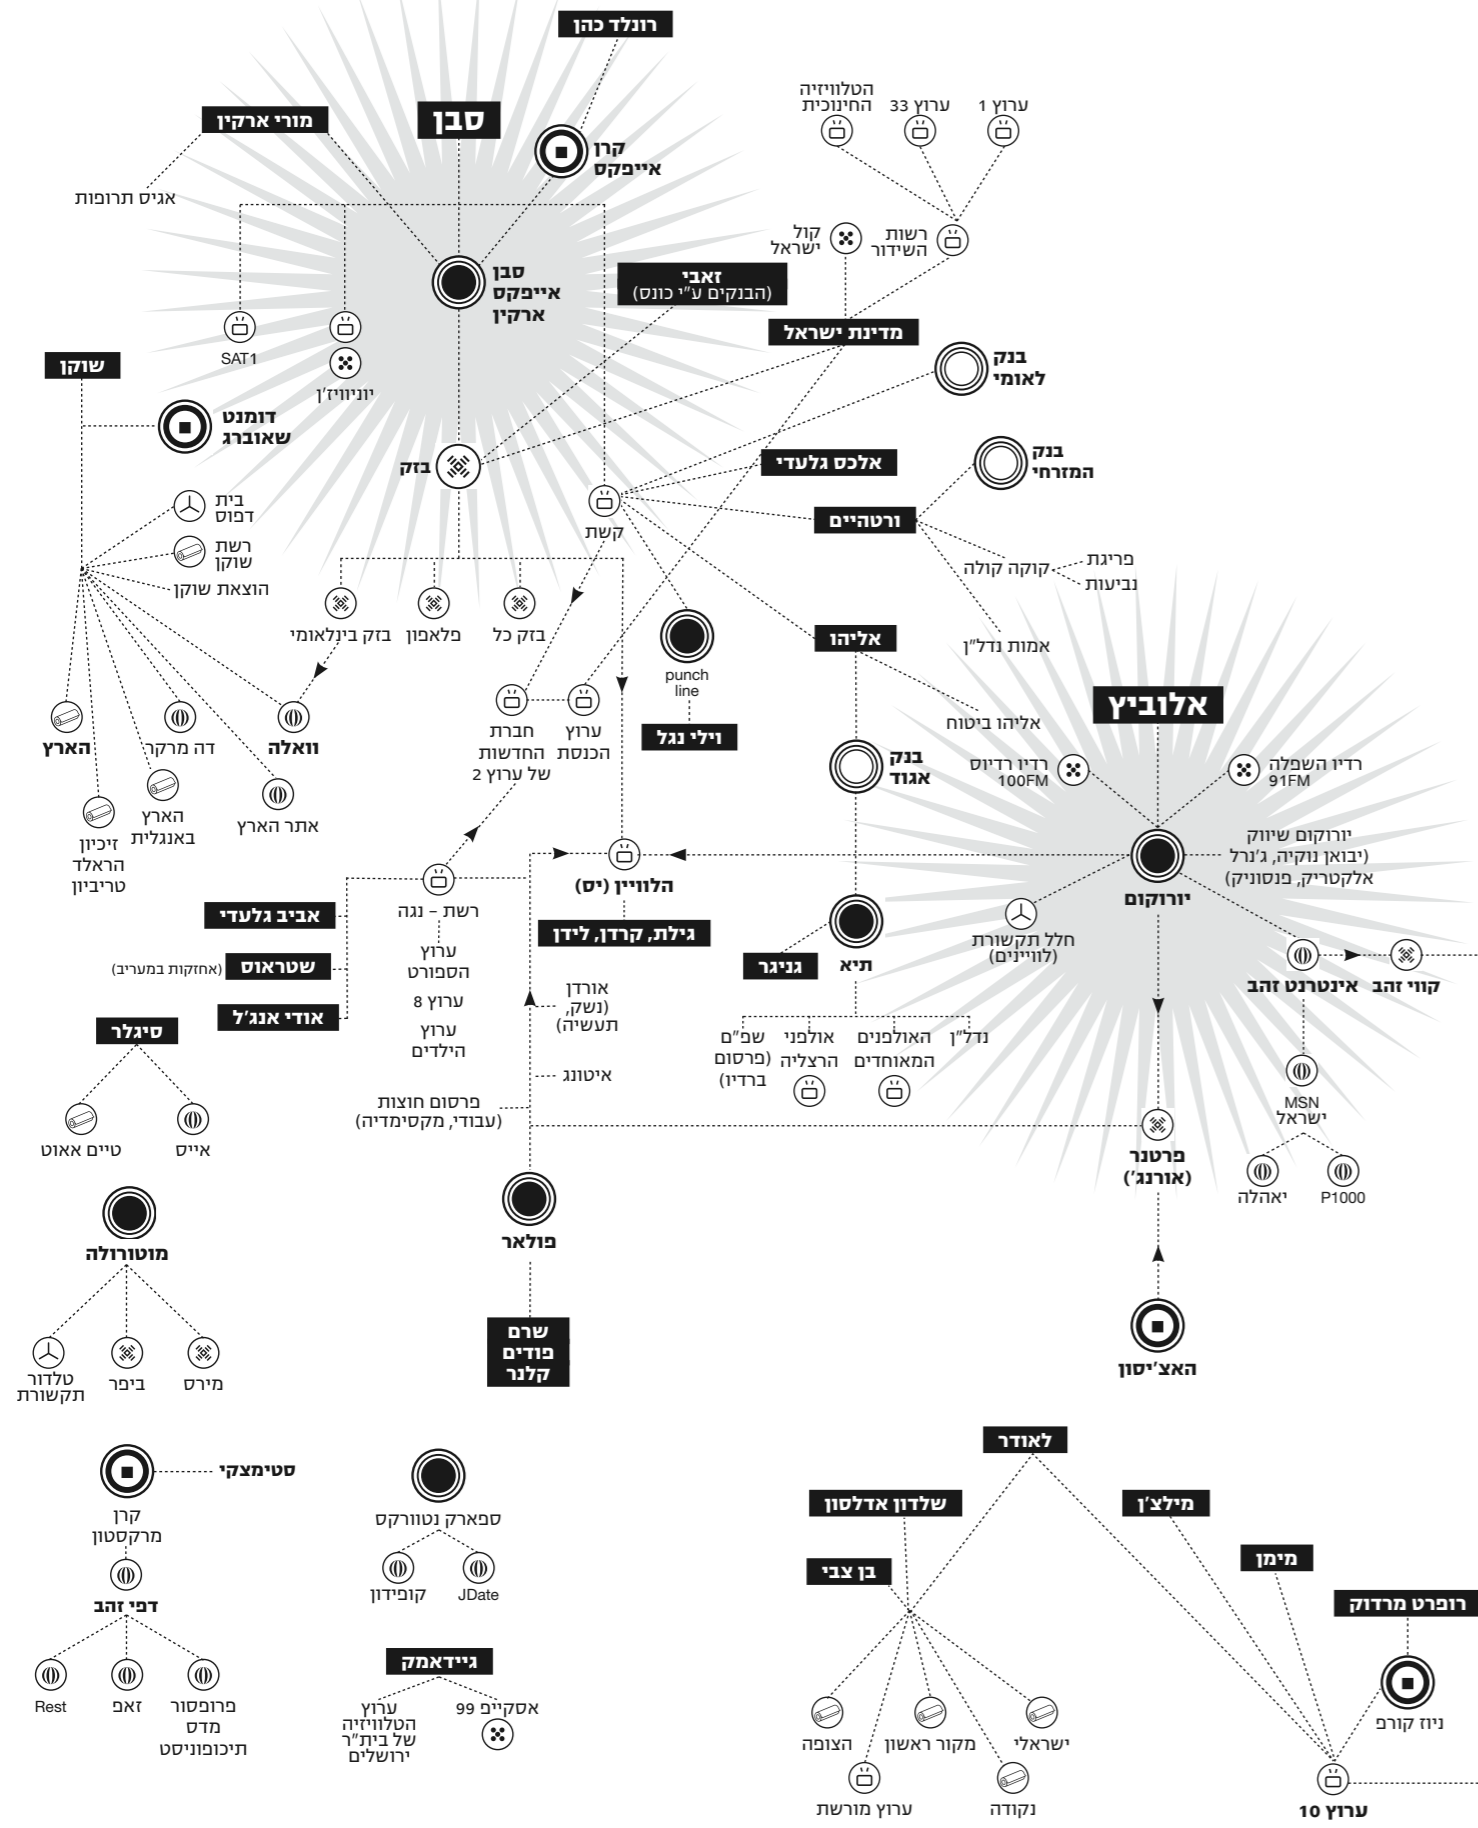 רונלד כהן
סבן
מורי ארקין
קרן
אייפקס
אגיס תרופות
הטלוויזיה
החינוכית
ערוץ 33
ערוץ 1
קול
ישראל
רשות
השידור
סבן
אייפקס
ארקין
זאבי
(הבנקים ע"י כונס)
מדינת ישראל
SAT1
יוניוויז'ן
בנק
לאומי
שוקן
דומנט
שאוברג
בזק
אלכס גלעדי
בנק
המזרחי
בית
דפוס
קשת
ורטהיים
רשת
שוקן
הוצאת שוקן
קוקה קולה
פריגת
נביעות
בזק בינלאומי
פלאפון
בזק כל
אליהו
אמות נדל"ן
punch
line
אלוביץ
הארץ
דה מרקר
וואלה
חברת
החדשות
של ערוץ 2
ערוץ
הכנסת
וילי נגל
אליהו ביטוח
בנק
אגוד
רדיו רדיוס
100FM
רדיו השפלה
91FM
זיכיון
הראלד
טריביון
הארץ
באנגלית
אתר הארץ
הלוויין (יס)
יורוקום שיווק
(יבואן נוקיה, ג'נרל
אלקטריק, פנסוניק)
יורוקום
אביב גלעדי
רשת – נגה
גילת, קרדן, לידן
שטראוס
(אחזקות במעריב)
ערוץ
הספורט
גניגר
תיא
חלל תקשורת
(לוויינים)
אינטרנט זהב
קווי זהב
אודי אנג'ל
ערוץ 8
ערוץ
הילדים
אורדן
(נשק,
תעשיה)
סיגלר
שפ"ם
(פרסום
ברדיו)
אולפני
הרצליה
האולפנים
המאוחדים
נדל"ן
איטונג
פרסום חוצות
(עבודי, מקסימדיה)
MSN
ישראל
טיים אאוט
אייס
פרטנר
(אורנג')
יאהלה
P1000
מוטורולה
פולאר
שרם
פודים
קלנר
האצ'יסון
טלדור
תקשורת
ביפר
מירס
לאודר
סטימצקי
קרן
מרקסטון
ספארק נטוורקס
שלדון אדלסון
מילצ'ן
קופידון
JDate
בן צבי
מימן
דפי זהב
רופרט מרדוק
גיידאמק
Rest
זאפ
פרופסור
מדס
תיכופוניסט
ערוץ
הטלוויזיה
של בית"ר
ירושלים
אסקייפ 99
הצופה
מקור ראשון
ישראלי
ניוז קורפ
ערוץ מורשת
נקודה
ערוץ 10